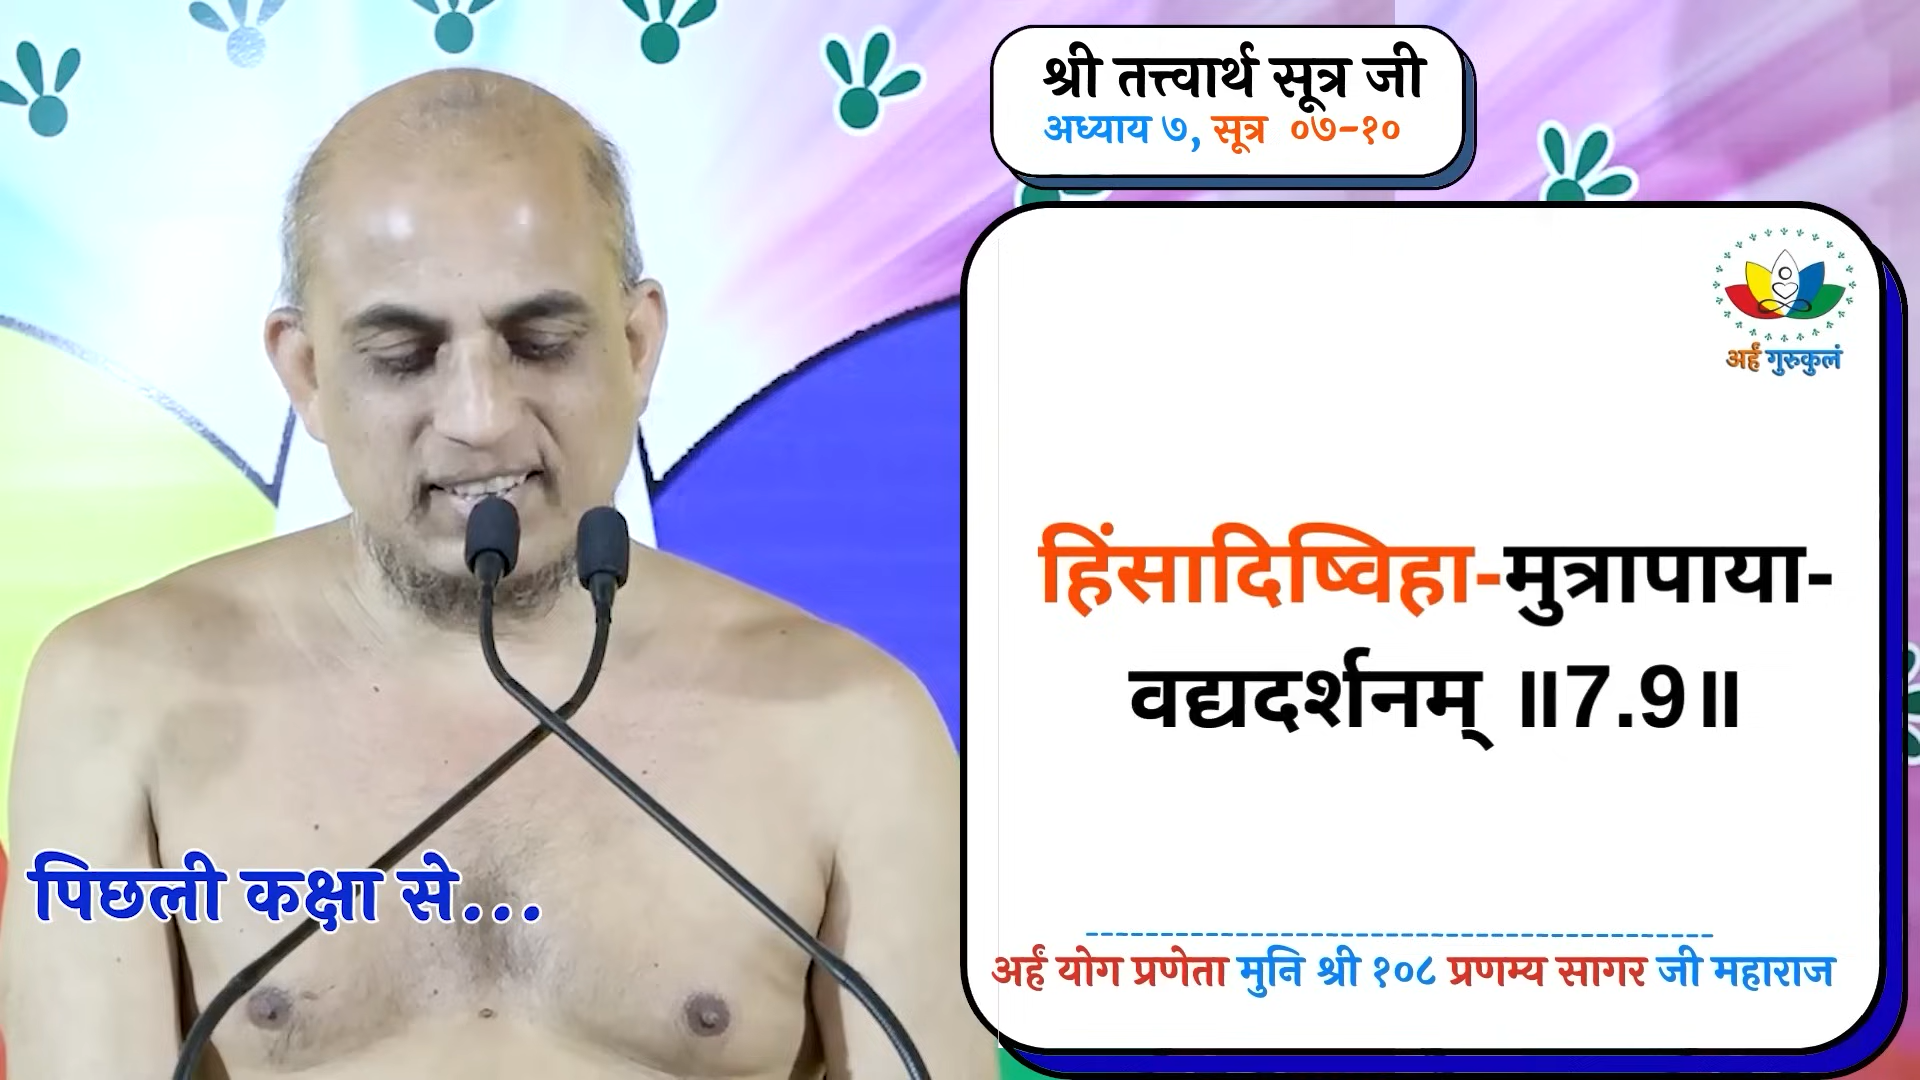 श्री तत्त्वार्थ सूत्र जी
अध्याय ७, सूत्र ०७-१०
अर्हं गुरुकुलं
हिंसादिष्विहा-मुत्रापाया-
वद्यदर्शनम् ॥7.9॥
पिछली कक्षा से...
अर्हं योग प्रणेता मुनि श्री १०८ प्रणम्य सागर जी महाराज